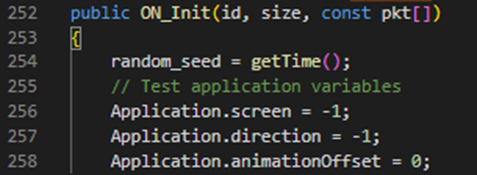 252 public ON_Init(id, size, const pkt[])
253 {
254 random_seed = getTime();
255 // Test application variables
256 Application.screen = -1;
257 Application.direction = -1;
258 Application.animationOffset = 0;